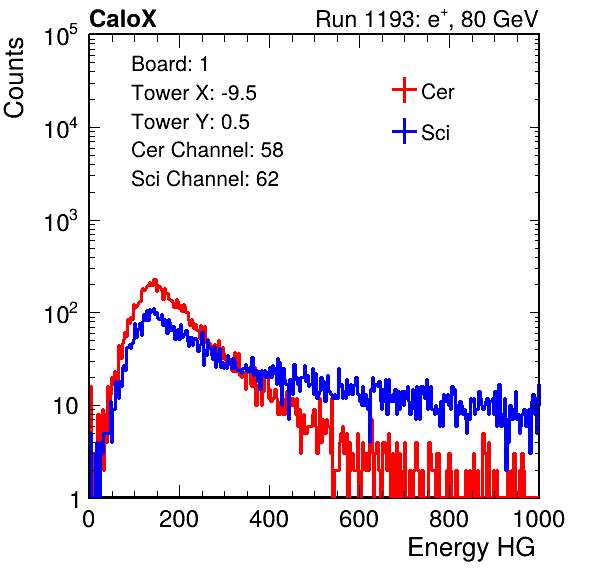 CaloX Run 1193: e⁺, 80 GeV
Counts
Board: 1
Tower X: -9.5
Tower Y: 0.5
Cer Channel: 58
Sci Channel: 62
Cer
Sci
10⁵
10⁴
10³
10²
10
1
0 200 400 600 800 1000
Energy HG